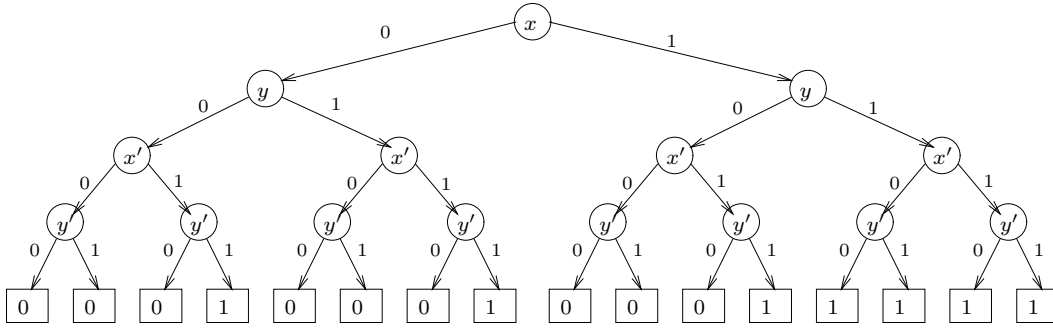 x
0 1
y y
0 1 0 1
x′ x′ x′ x′
0 1 0 1 0 1 0 1
y′ y′ y′ y′ y′ y′ y′ y′
0 1 0 1 0 1 0 1 0 1 0 1 0 1 0 1
0 0 0 1 0 0 0 1 0 0 0 1 1 1 1 1